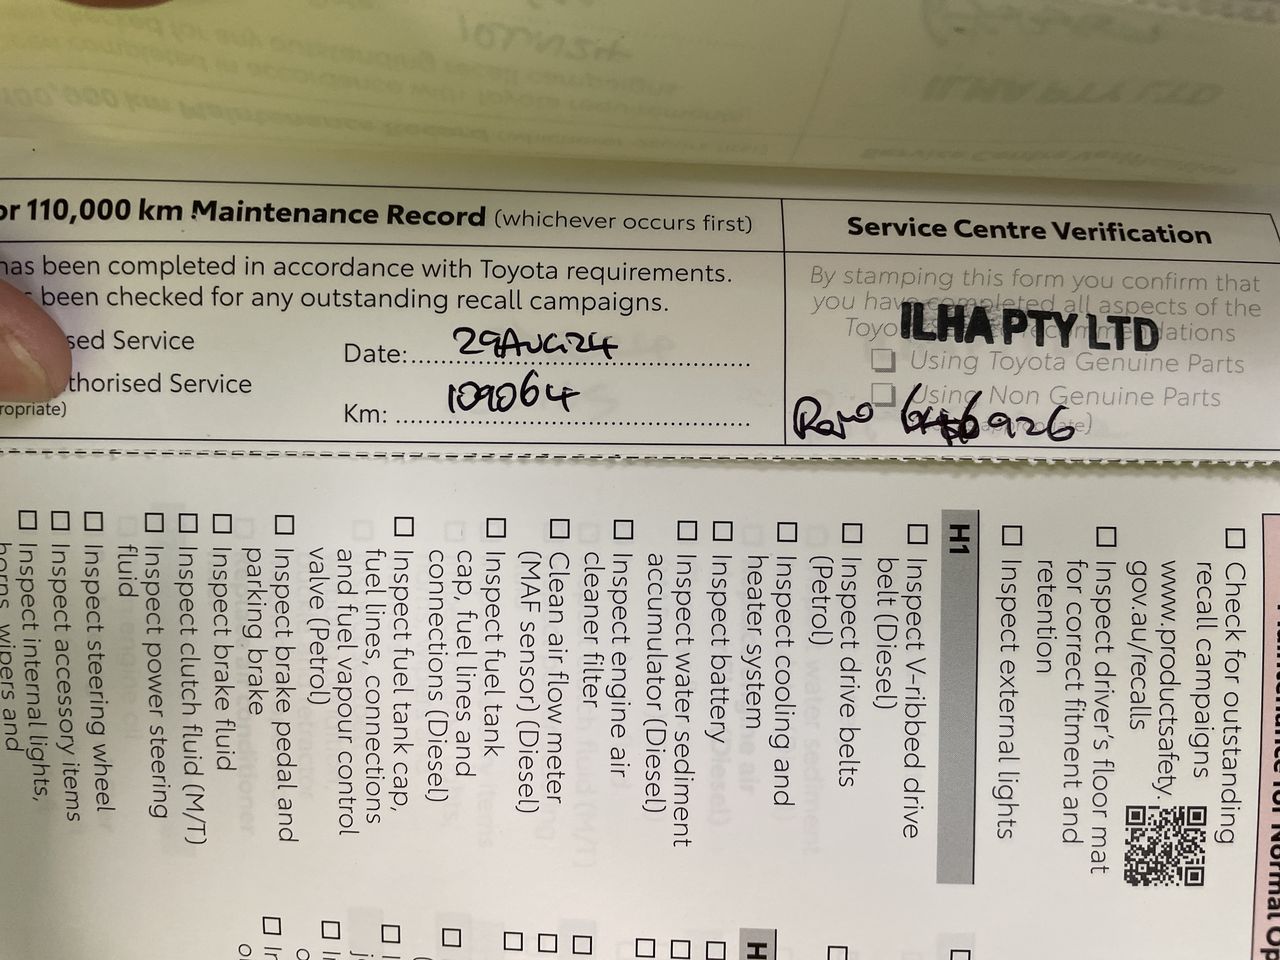 or 110,000 km Maintenance Record (whichever occurs first)
has been completed in accordance with Toyota requirements.
been checked for any outstanding recall campaigns.
sed Service
thorised Service
ropriate)
Date: 29AUG24
Km: 109064
Service Centre Verification
By stamping this form you confirm that
you have completed all aspects of the
ILHA PTY LTD
Using Toyota Genuine Parts
Using Non Genuine Parts
6926
Check for outstanding
recall campaigns
www.productsafety.
gov.au/recalls
Inspect driver's floor mat
for correct fitment and
retention
Inspect external lights
H1
Inspect V-ribbed drive
belt (Diesel)
Inspect drive belts
(Petrol)
Inspect cooling and
heater system
Inspect battery
Inspect water sediment
accumulator (Diesel)
Inspect engine air
cleaner filter
Clean air flow meter
(MAF sensor) (Diesel)
Inspect fuel tank
cap, fuel lines and
connections (Diesel)
Inspect fuel tank cap,
fuel lines, connections
and fuel vapour control
valve (Petrol)
Inspect brake pedal and
parking brake
Inspect brake fluid
Inspect clutch fluid (M/T)
Inspect power steering
fluid
Inspect steering wheel
Inspect accessory items
Inspect internal lights,
horns, wipers and